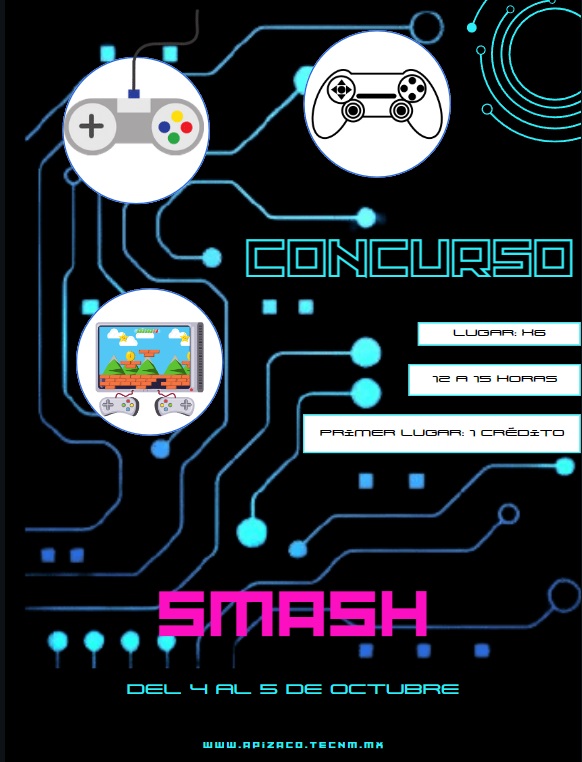 CONCURSO
LUGAR: H6
12 A 15 HORAS
PRIMER LUGAR: 1 CRÉDITO
SMASH
DEL 4 AL 5 DE OCTUBRE
WWW.APIZACO.TECNM.MX